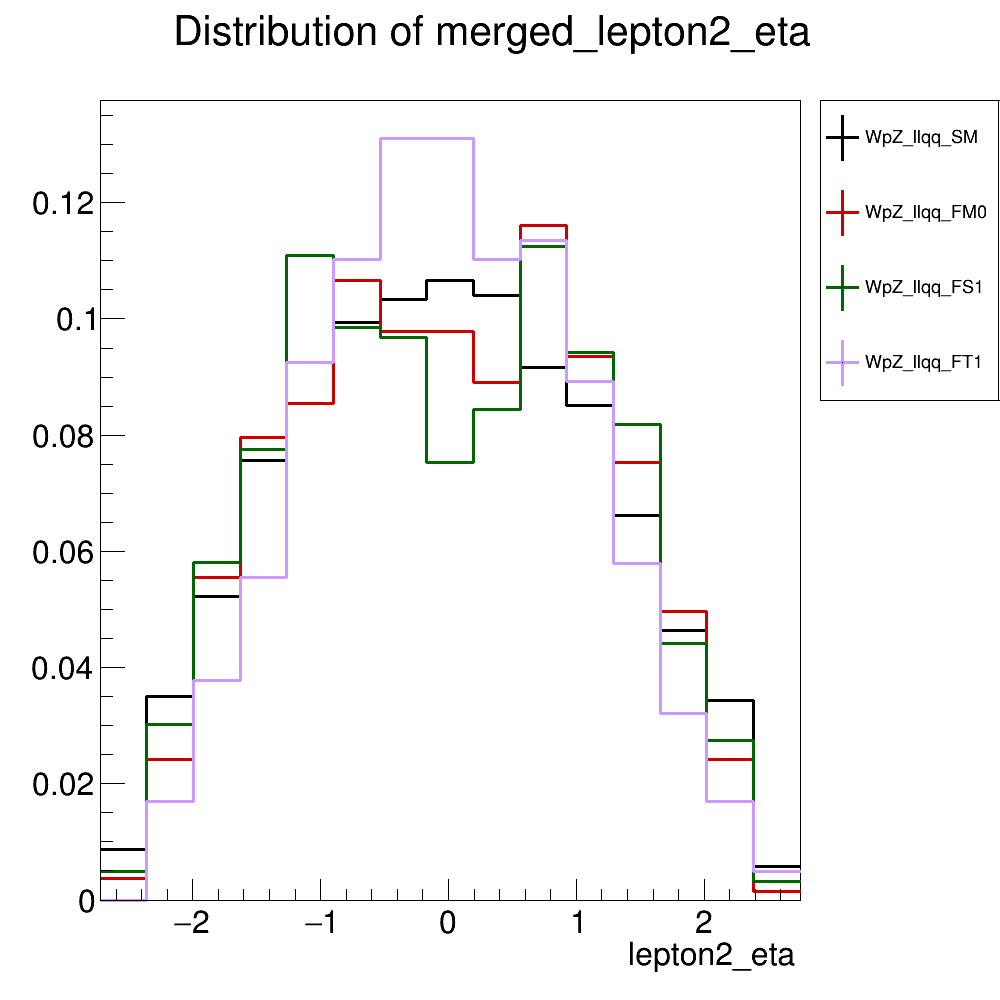 Distribution of merged_lepton2_eta
0.12
0.1
0.08
0.06
0.04
0.02
0
−2
−1
0
1
2
lepton2_eta
WpZ_llqq_SM
WpZ_llqq_FM0
WpZ_llqq_FS1
WpZ_llqq_FT1